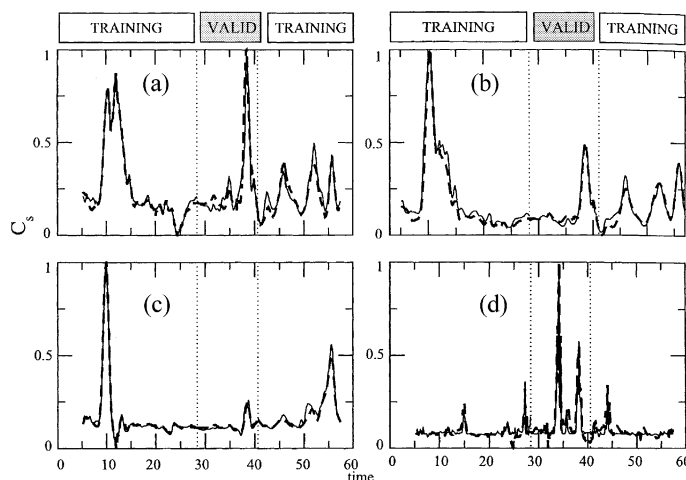 TRAINING VALID TRAINING TRAINING VALID TRAINING
1 (a) 1 (b)
0.5 0.5
C_s
0 0
1 (c) 1 (d)
0.5 0.5
0 0
0 10 20 30 40 50 60 0 10 20 30 40 50 60
time